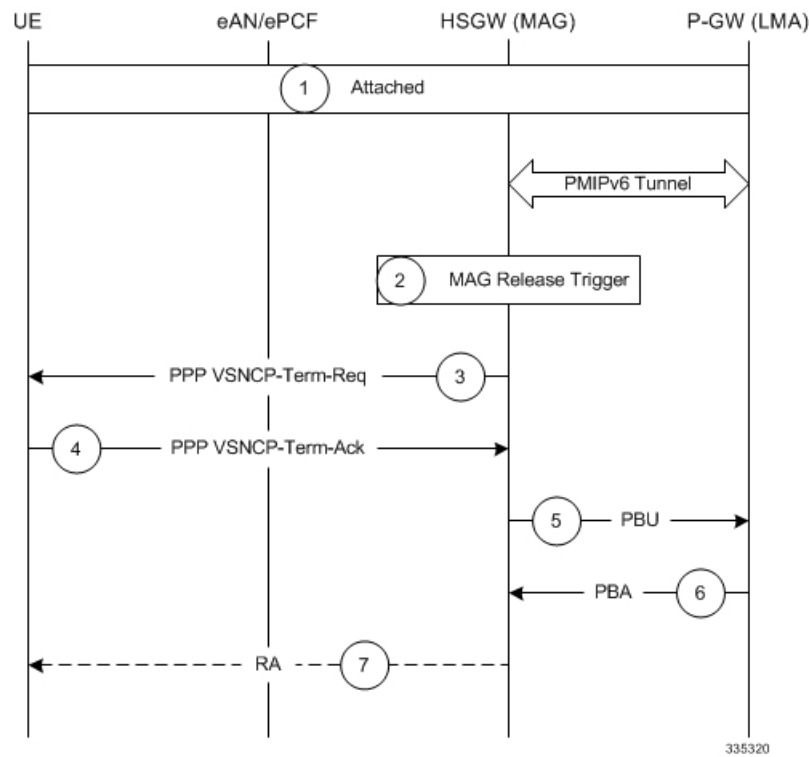 UE
eAN/ePCF
HSGW (MAG)
P-GW (LMA)
1
Attached
PMIPv6 Tunnel
2
MAG Release Trigger
PPP VSNCP-Term-Req
3
4
PPP VSNCP-Term-Ack
5
PBU
PBA
6
RA
7
335320